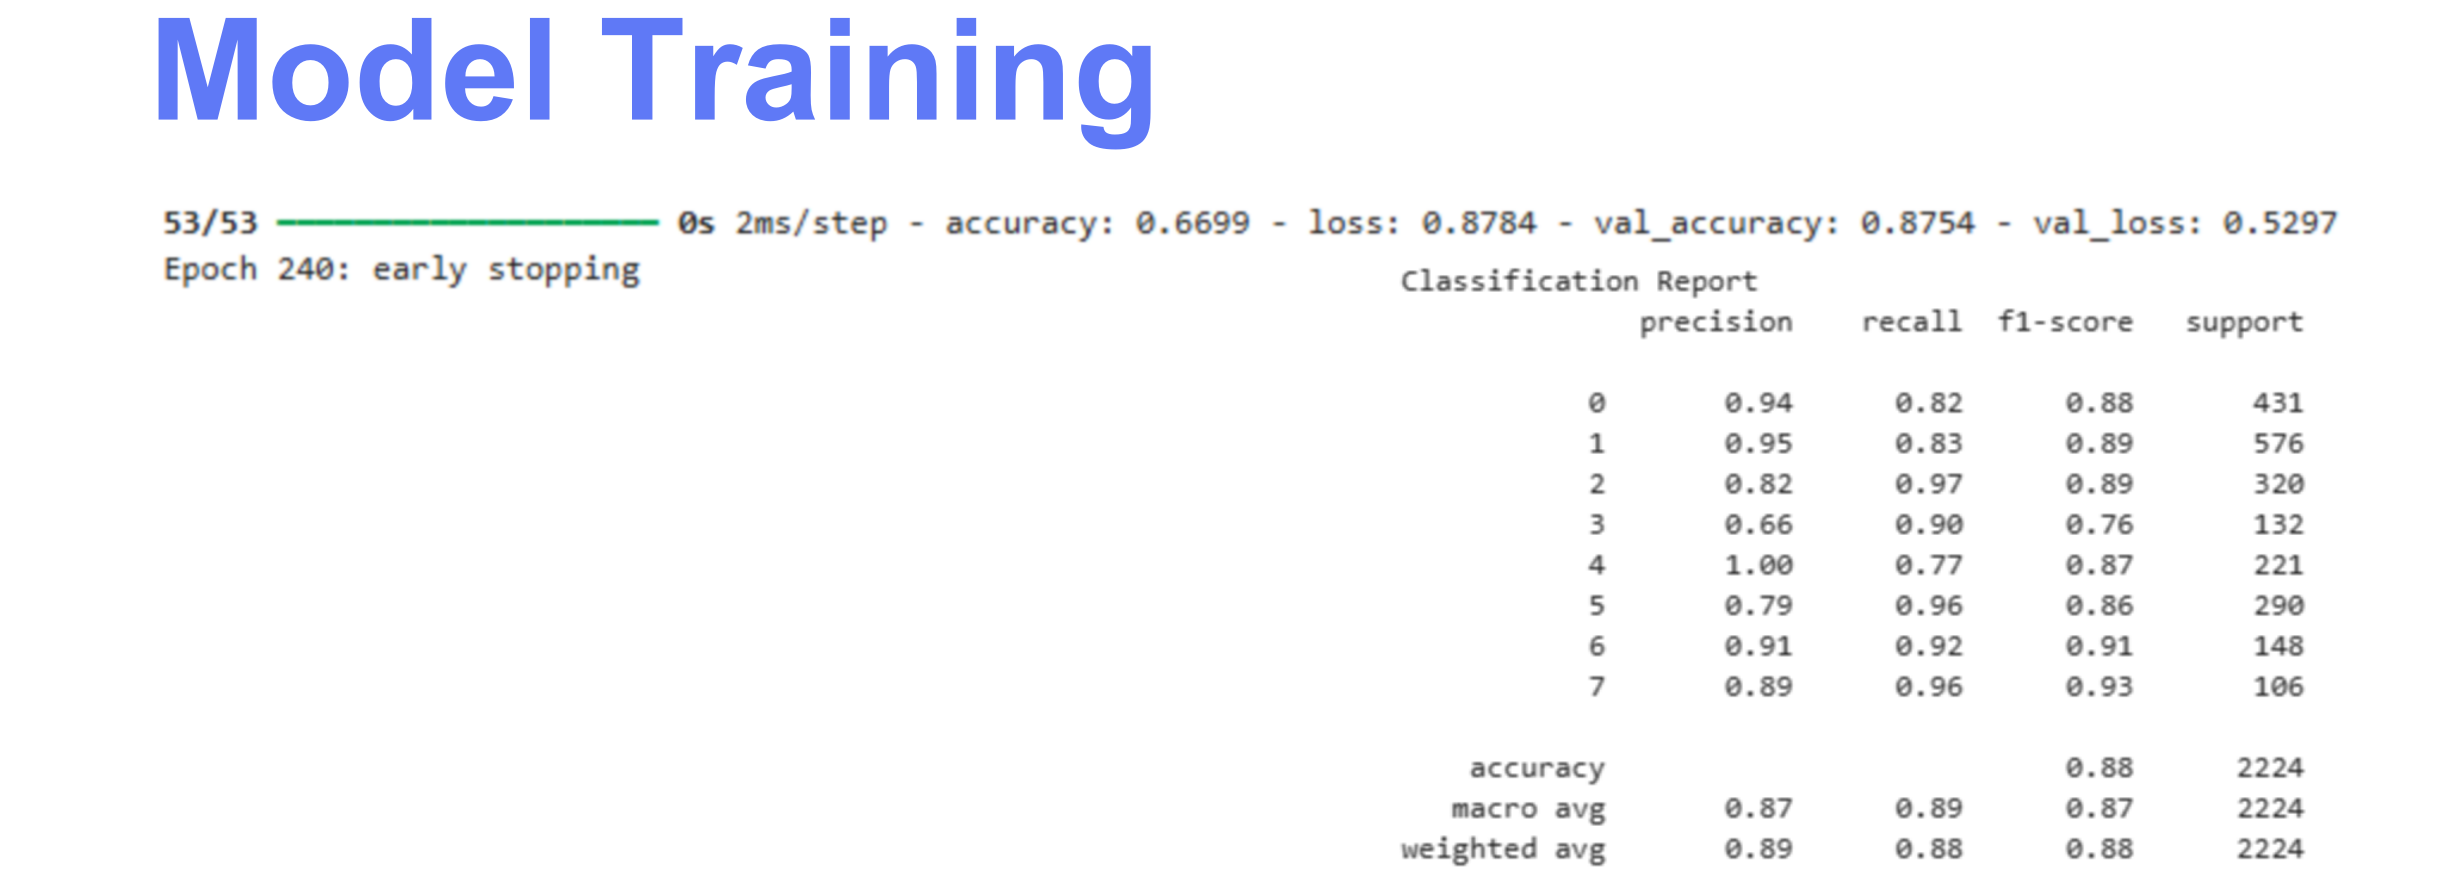 Model Training
53/53 ━━━━━━━━━━━━━━━━━━━━ 0s 2ms/step - accuracy: 0.6699 - loss: 0.8784 - val_accuracy: 0.8754 - val_loss: 0.5297
Epoch 240: early stopping
Classification Report
precision recall f1-score support
0 0.94 0.82 0.88 431
1 0.95 0.83 0.89 576
2 0.82 0.97 0.89 320
3 0.66 0.90 0.76 132
4 1.00 0.77 0.87 221
5 0.79 0.96 0.86 290
6 0.91 0.92 0.91 148
7 0.89 0.96 0.93 106
accuracy 0.88 2224
macro avg 0.87 0.89 0.87 2224
weighted avg 0.89 0.88 0.88 2224